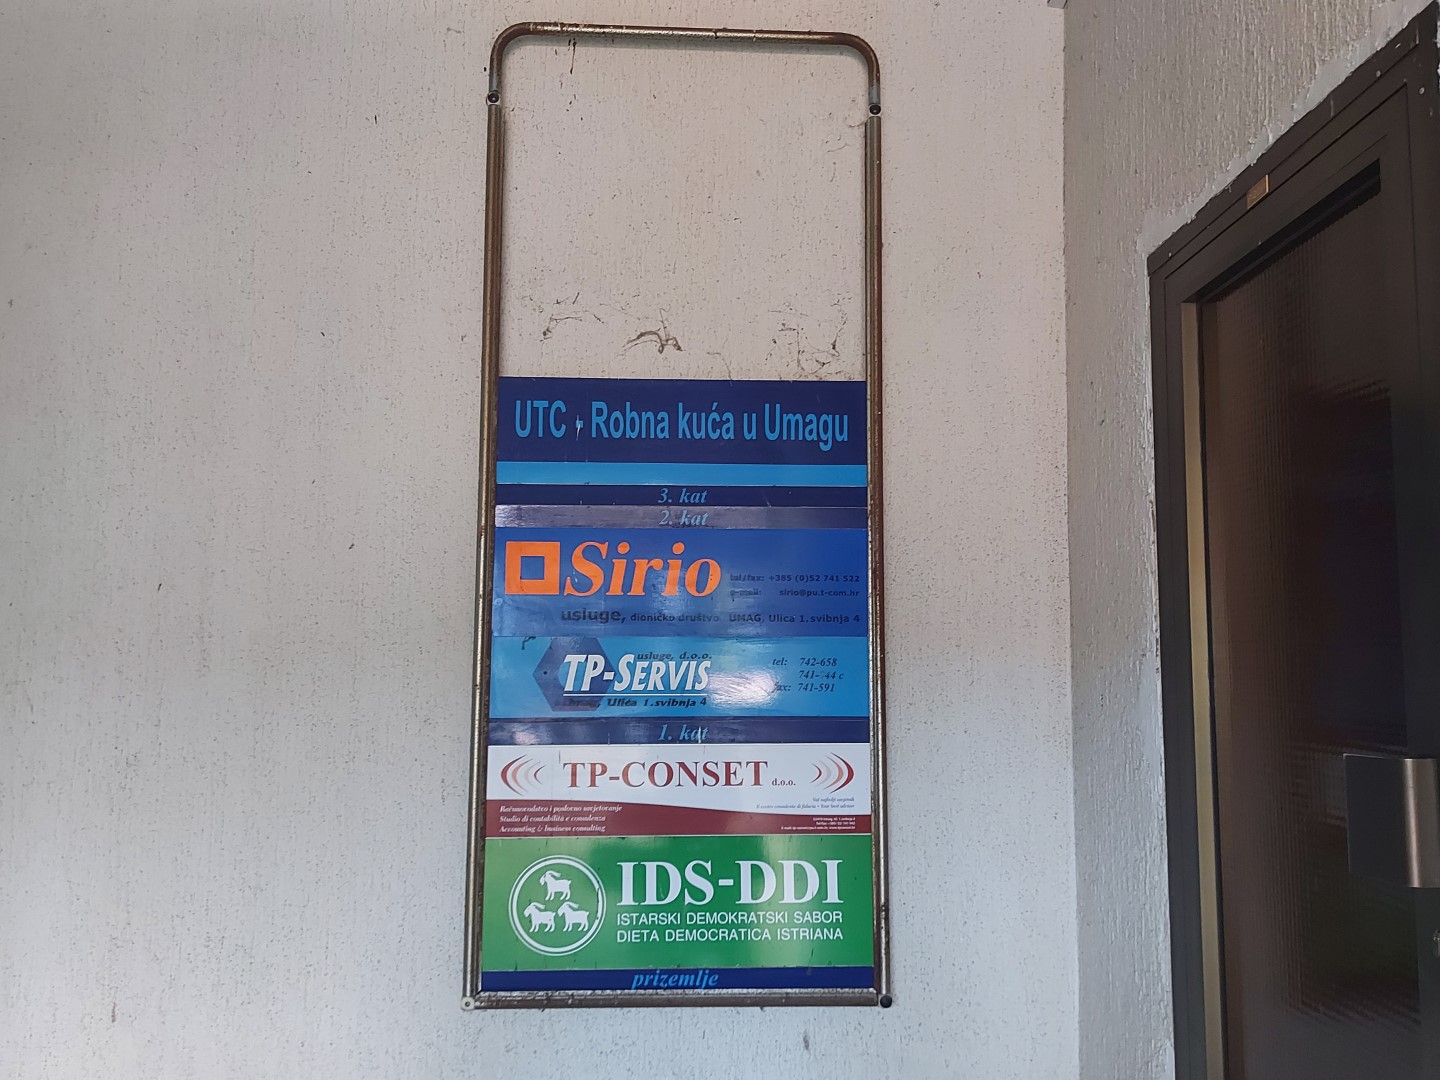 UTC - Robna kuća u Umagu
3. kat
2. kat
Sirio
tel/fax: +385 (0)52 741 522
e-mail: sirio@pu.t-com.hr
usluge, dioničko društvo UMAG, Ulica 1.svibnja 4
usluge, d.o.o.
TP-SERVIS
tel: 742-658
fax: 741-591
Ulica 1.svibnja 4
1. kat
TP-CONSET d.o.o.
Računovodstvo i poslovno savjetovanje
Studio di contabilità e consulenza
Accounting & business consulting
IDS-DDI
ISTARSKI DEMOKRATSKI SABOR
DIETA DEMOCRATICA ISTRIANA
prizemlje